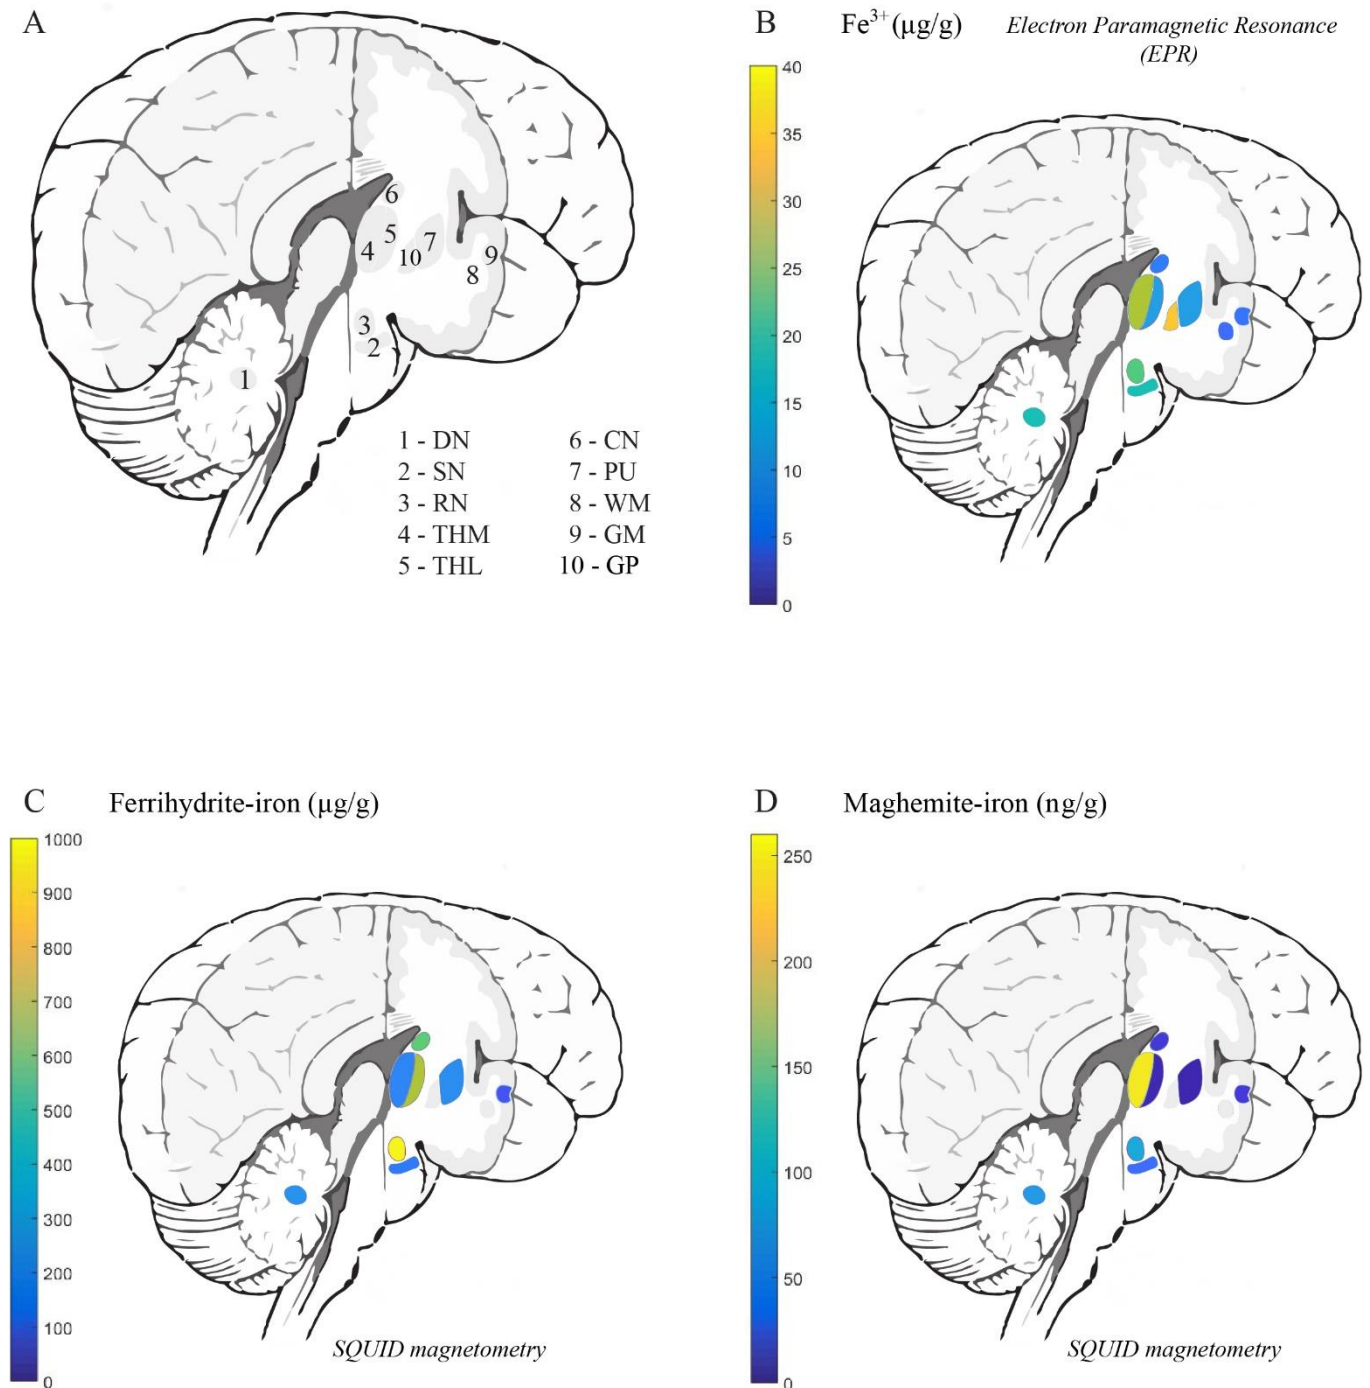 A
6
5
7
4
10
9
8
3
2
1
1 - DN
2 - SN
3 - RN
4 - THM
5 - THL
6 - CN
7 - PU
8 - WM
9 - GM
10 - GP
B Fe³⁺ (µg/g) Electron Paramagnetic Resonance
(EPR)
40
35
30
25
20
15
10
5
0
C Ferrihydrite-iron (µg/g)
1000
900
800
700
600
500
400
300
200
100
0
SQUID magnetometry
D Maghemite-iron (ng/g)
250
200
150
100
50
0
SQUID magnetometry